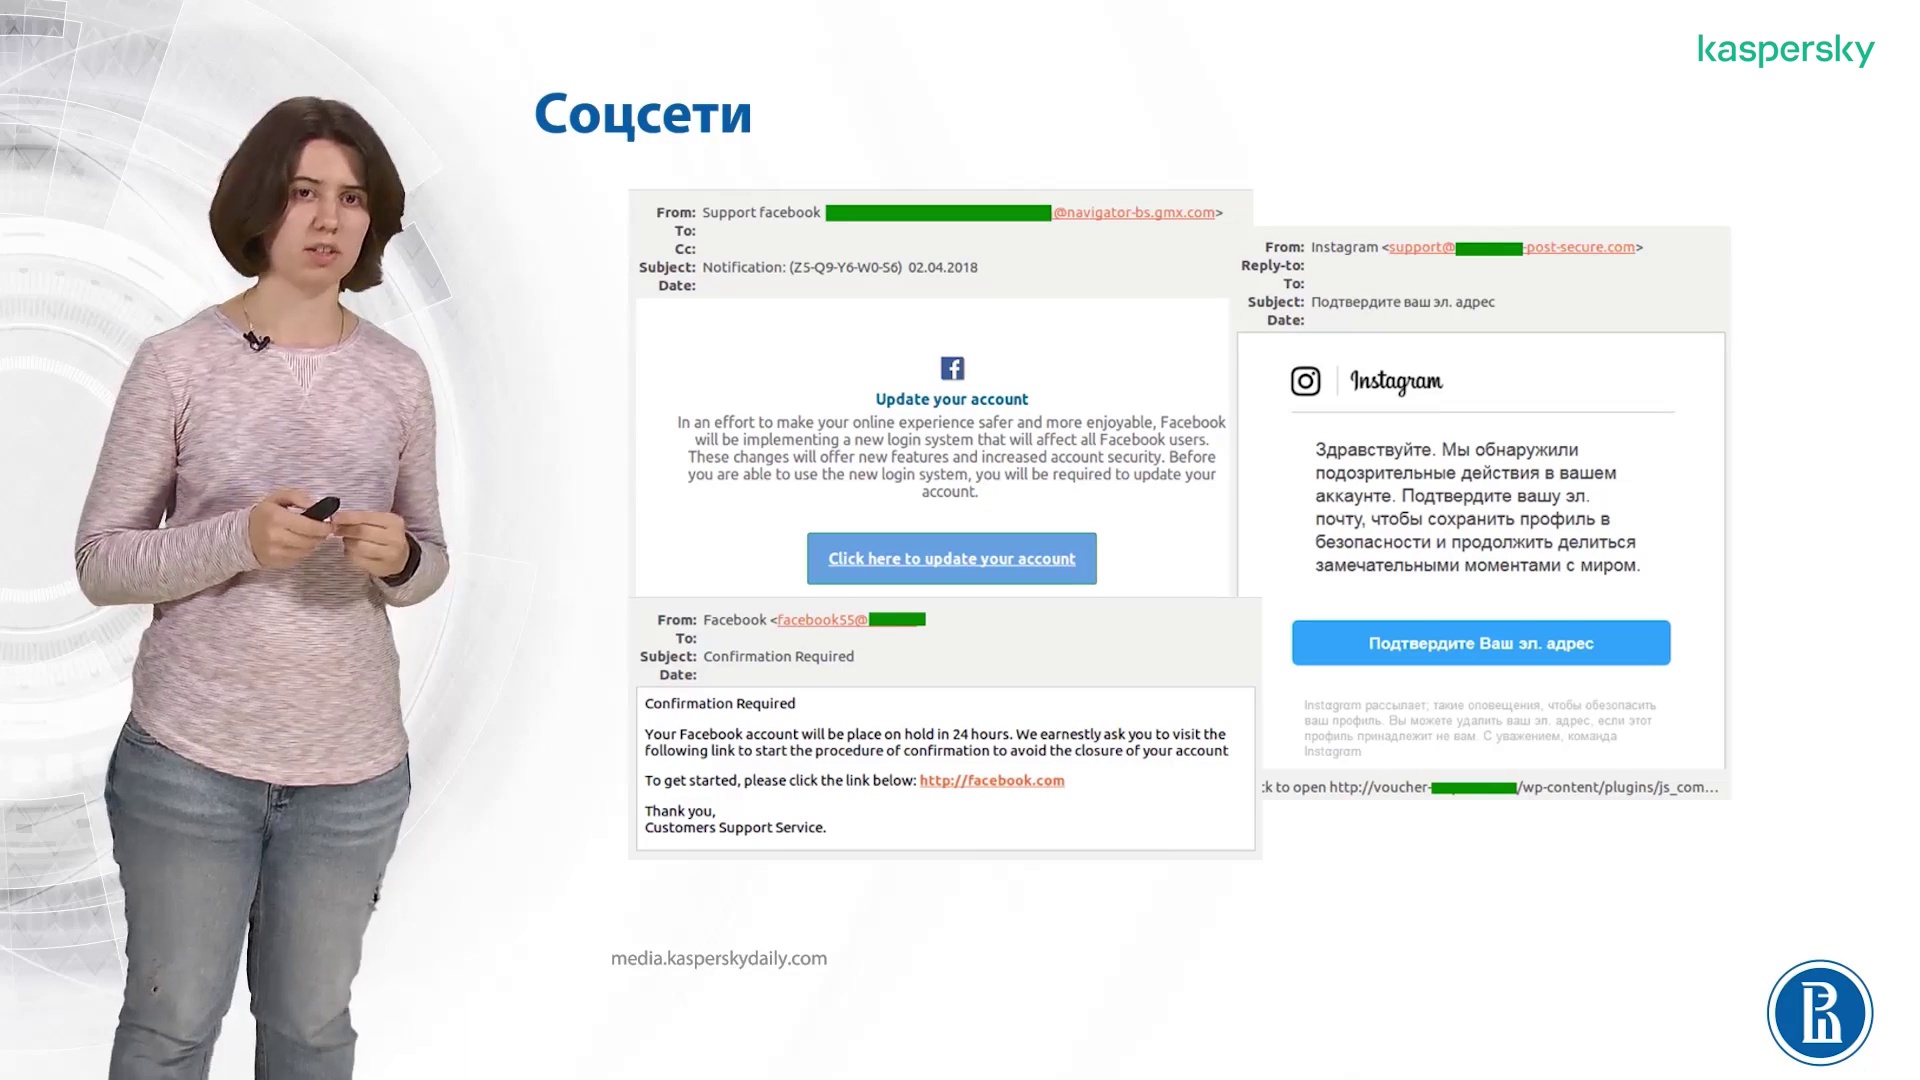 kaspersky
Соцсети
From: Support facebook @navigator-bs.gmx.com>
To:
Cc:
Subject: Notification: (Z5-Q9-Y6-W0-S6) 02.04.2018
Date:
Update your account
In an effort to make your online experience safer and more enjoyable, Facebook
will be implementing a new login system that will affect all Facebook users.
These changes will offer new features and increased account security. Before
you are able to use the new login system, you will be required to update your
account.
Click here to update your account
From: Facebook <facebook55@
To:
Subject: Confirmation Required
Date:
Confirmation Required
Your Facebook account will be place on hold in 24 hours. We earnestly ask you to visit the
following link to start the procedure of confirmation to avoid the closure of your account
To get started, please click the link below: http://facebook.com
Thank you,
Customers Support Service.
From: Instagram <support@ -post-secure.com>
Reply-to:
To:
Subject: Подтвердите ваш эл. адрес
Date:
Instagram
Здравствуйте. Мы обнаружили
подозрительные действия в вашем
аккаунте. Подтвердите вашу эл.
почту, чтобы сохранить профиль в
безопасности и продолжить делиться
замечательными моментами с миром.
Подтвердите Ваш эл. адрес
Instagram рассылает; такие оповещения, чтобы обезопасить
ваш профиль. Вы можете удалить ваш эл. адрес, если этот
профиль принадлежит не вам. С уважением, команда
Instagram
ck to open http://voucher- /wp-content/plugins/js_com...
media.kasperskydaily.com